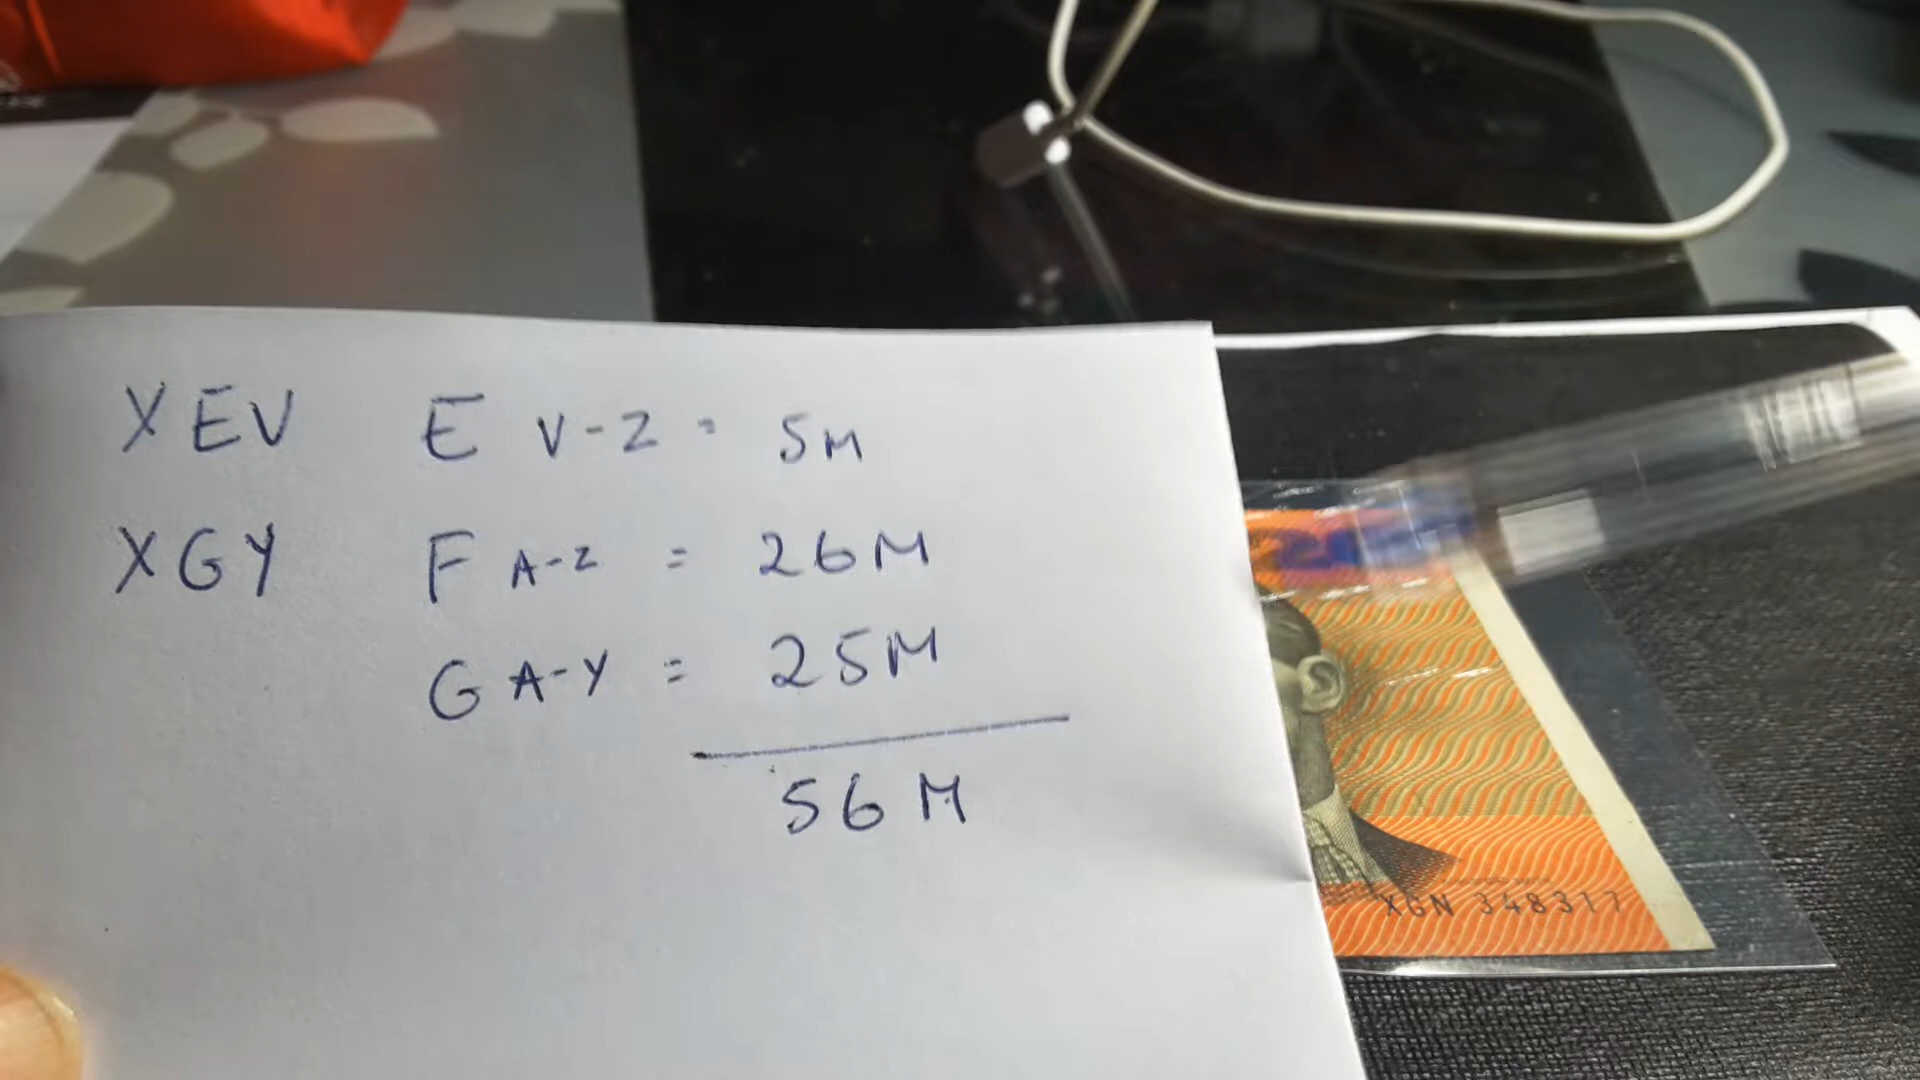 XEV E V-Z = 5M
XGY F A-Z = 26M
G A-Y = 25M
56M
XGN 348317